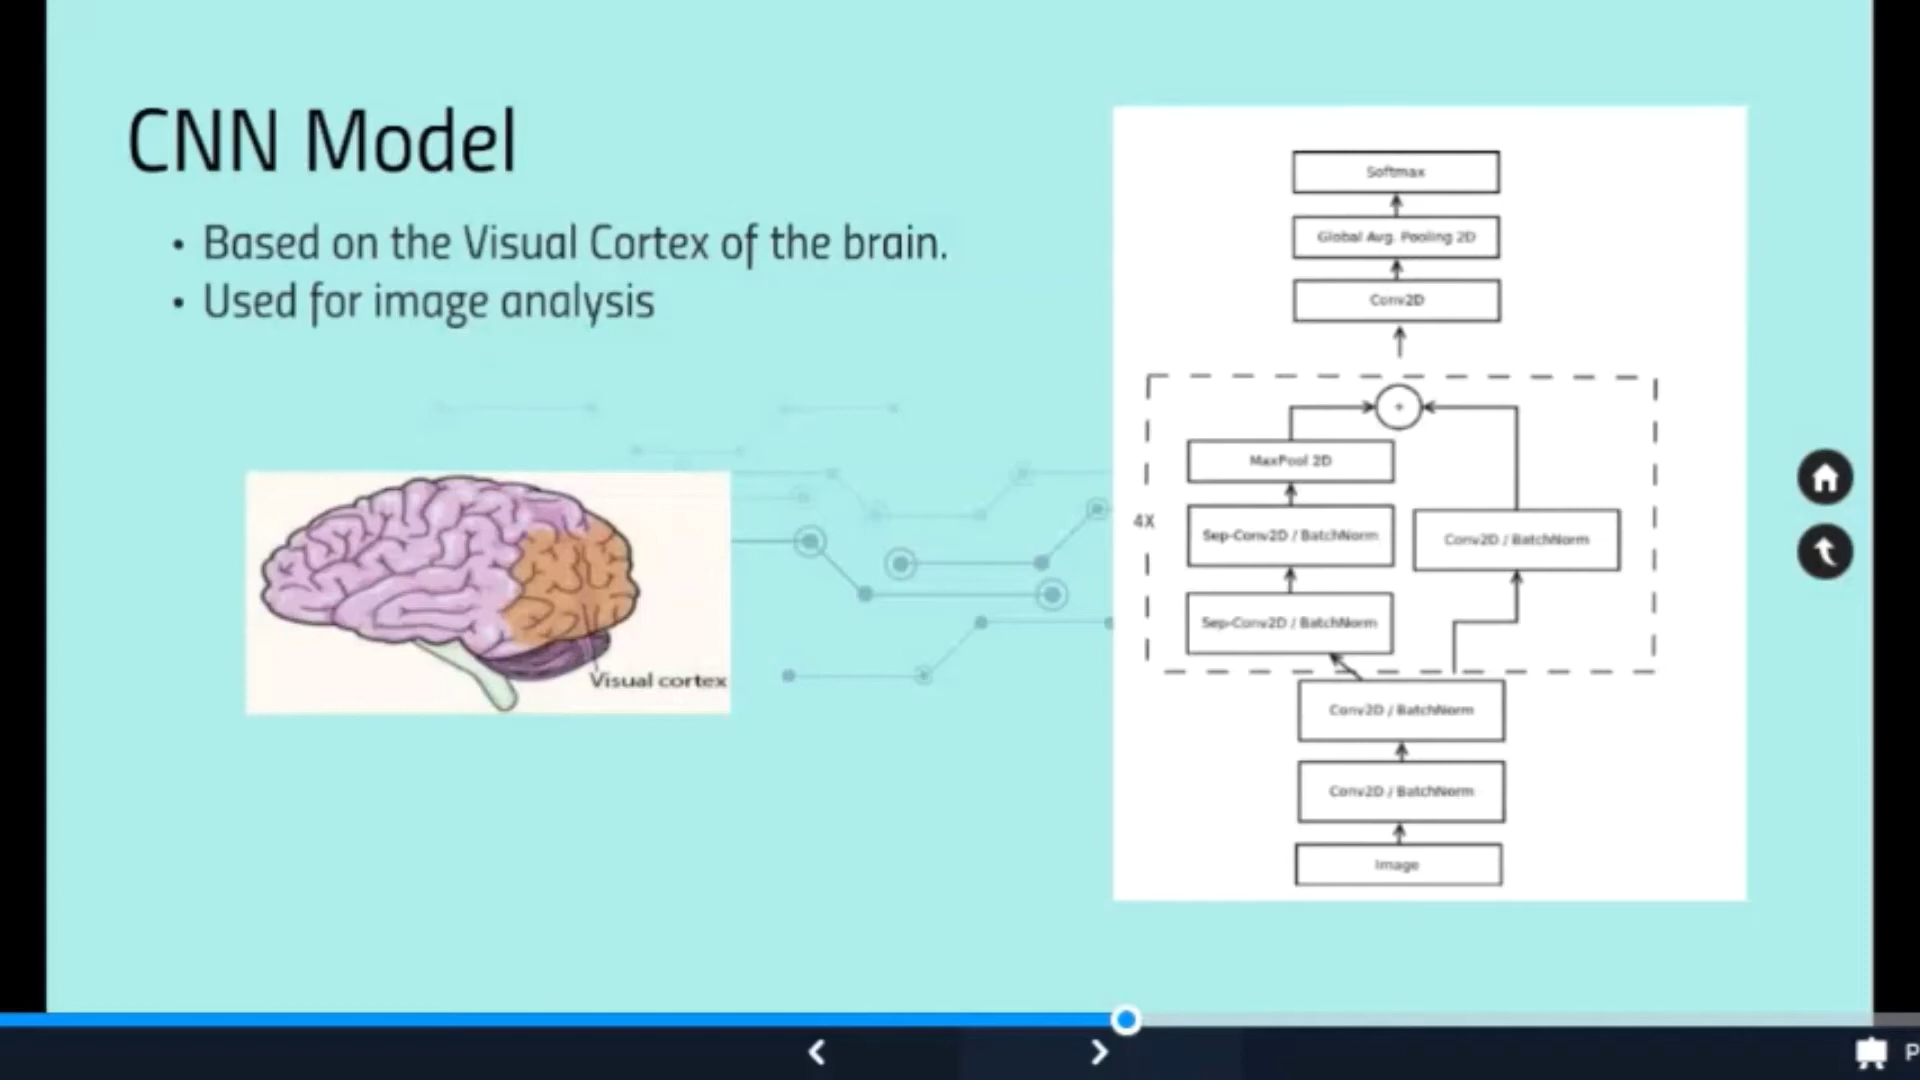 CNN Model
• Based on the Visual Cortex of the brain.
• Used for image analysis
Visual cortex
Softmax
Global Avg. Pooling 2D
Conv2D
+
MaxPool 2D
4X
Sep-Conv2D / BatchNorm
Conv2D / BatchNorm
Sep-Conv2D / BatchNorm
Conv2D / BatchNorm
Conv2D / BatchNorm
Image
P